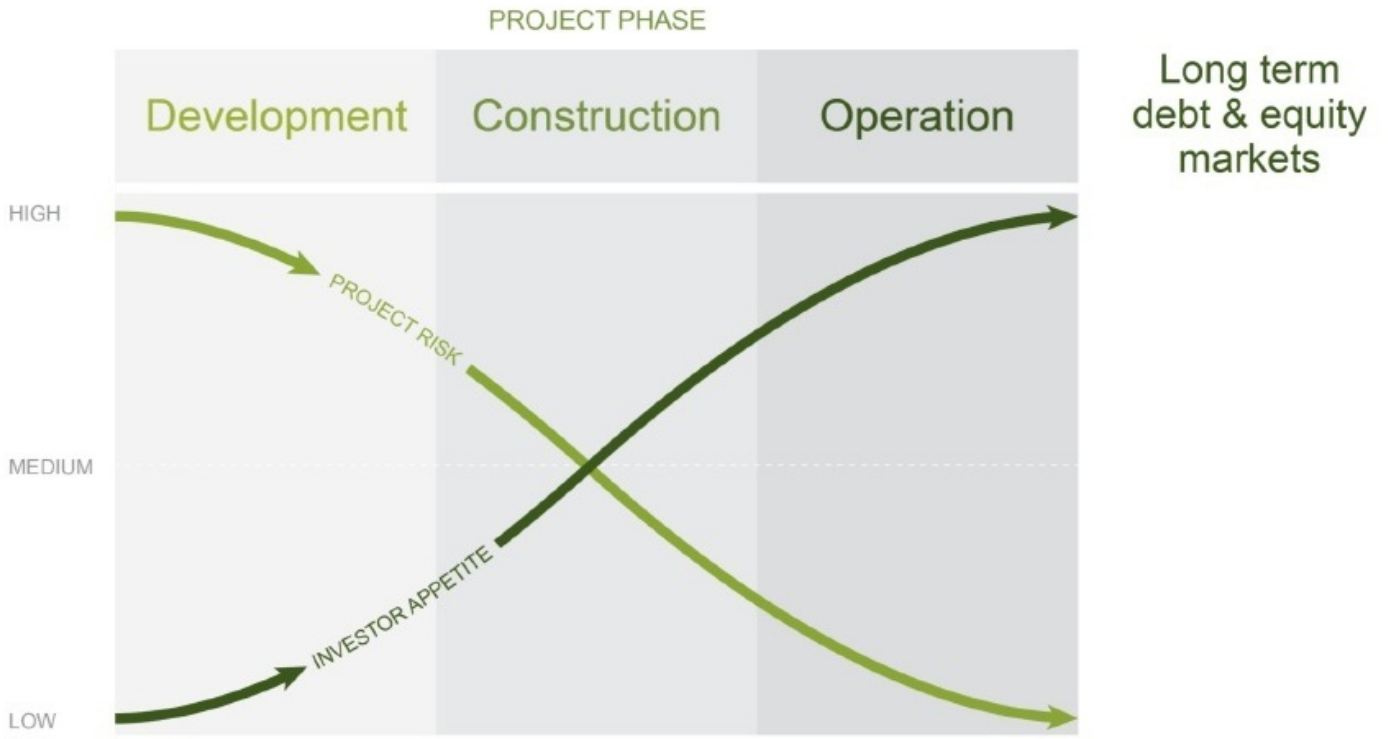 PROJECT PHASE
Development
Construction
Operation
Long term
debt & equity
markets
HIGH
PROJECT RISK
MEDIUM
INVESTOR APPETITE
LOW